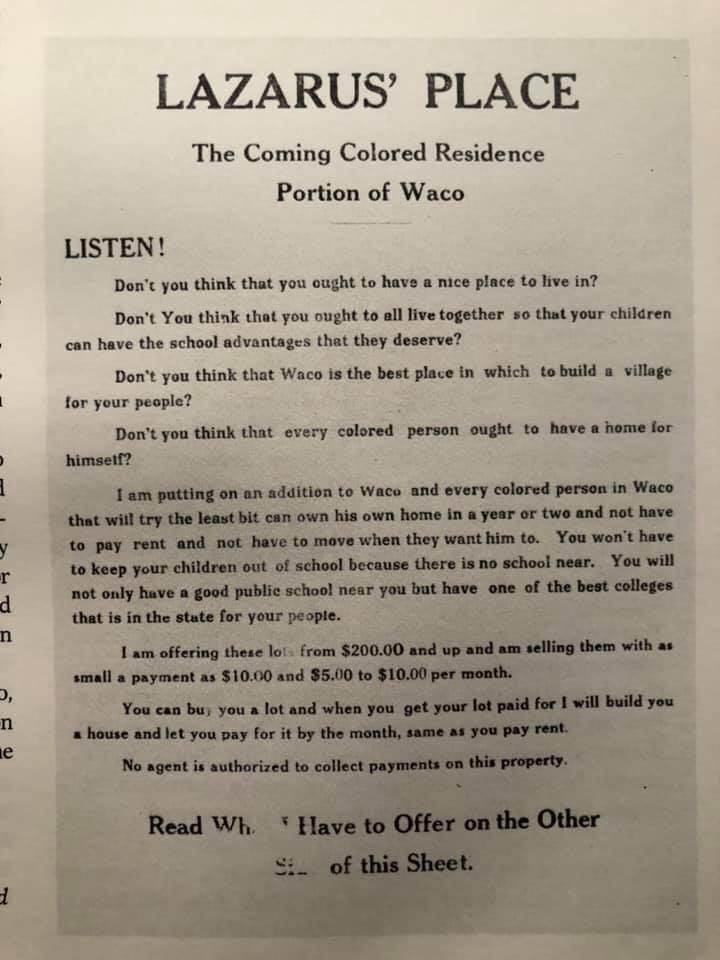 LAZARUS' PLACE
The Coming Colored Residence
Portion of Waco
LISTEN!
Don't you think that you ought to have a nice place to live in?
Don't You think that you ought to all live together so that your children
can have the school advantages that they deserve?
Don't you think that Waco is the best place in which to build a village
for your people?
Don't you think that every colored person ought to have a home for
himself?
I am putting on an addition to Waco and every colored person in Waco
that will try the least bit can own his own home in a year or two and not have
to pay rent and not have to move when they want him to. You won't have
to keep your children out of school because there is no school near. You will
not only have a good public school near you but have one of the best colleges
that is in the state for your people.
I am offering these from $200.00 and up and am selling them with as
small a payment as $10.00 and $5.00 to $10.00 per month.
You can you a lot and when you get your lot paid for I will build you
a house and let you pay for it by the month, same as you pay rent.
No agent is authorized to collect payments on this property.
Read Have to Offer on the Other
of this Sheet.